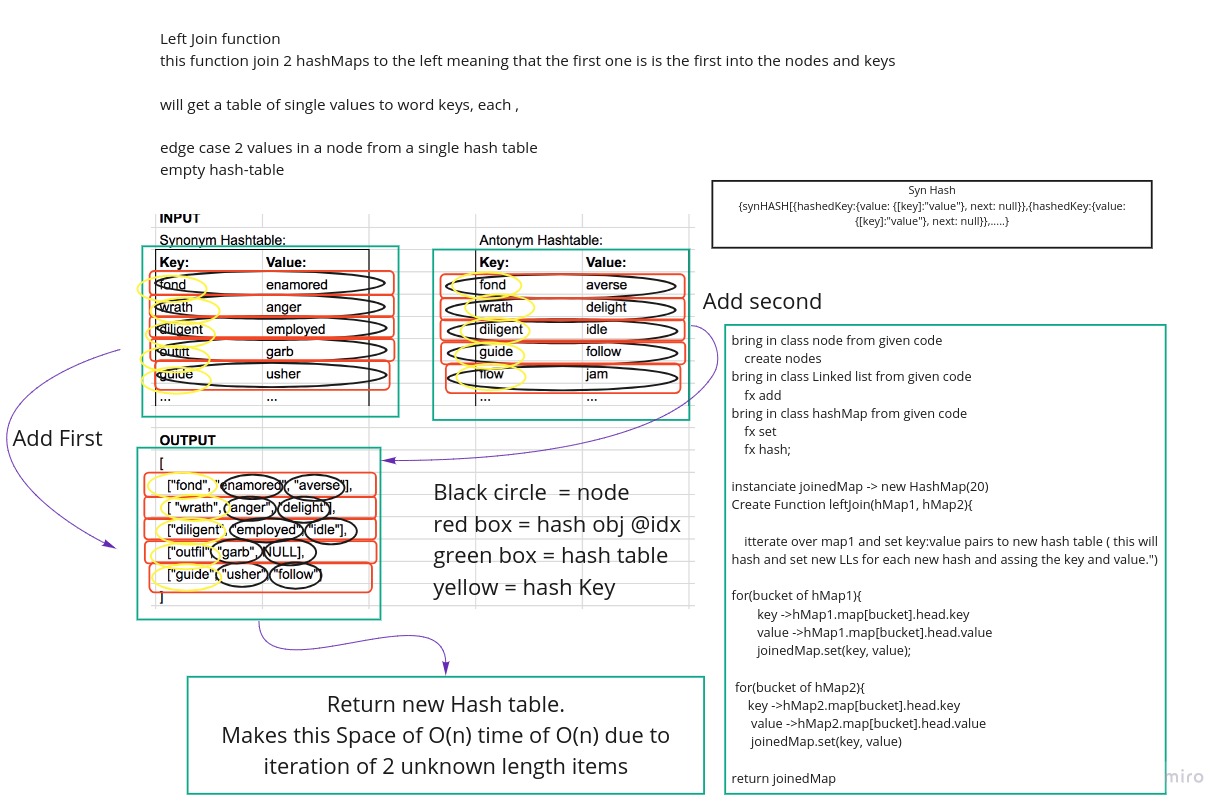 Left Join function
this function join 2 hashMaps to the left meaning that the first one is is the first into the nodes and keys
will get a table of single values to word keys, each ,
edge case 2 values in a node from a single hash table
empty hash-table
Syn Hash
{synHASH[{hashedKey:{value: {[key]:"value"}, next: null}},{hashedKey:{value:
{[key]:"value"}, next: null}},.....}
INPUT
Synonym Hashtable:
Key: Value:
fond enamored
wrath anger
diligent employed
outfit garb
guide usher
... ...
Antonym Hashtable:
Key: Value:
fond averse
wrath delight
diligent idle
guide follow
flow jam
... ...
Add First
Add second
OUTPUT
[
["fond", "enamored", "averse"],
[ "wrath", "anger", "delight"],
["diligent", "employed", "idle"],
["outfit", "garb", NULL],
["guide", "usher", "follow"]
]
Black circle = node
red box = hash obj @idx
green box = hash table
yellow = hash Key
Return new Hash table.
Makes this Space of O(n) time of O(n) due to
iteration of 2 unknown length items
bring in class node from given code
create nodes
bring in class Linked list from given code
fx add
bring in class hashMap from given code
fx set
fx hash;
instanciate joinedMap -> new HashMap(20)
Create Function leftJoin(hMap1, hMap2){
itterate over map1 and set key:value pairs to new hash table ( this will
hash and set new LLs for each new hash and assing the key and value.")
for(bucket of hMap1){
key ->hMap1.map[bucket].head.key
value ->hMap1.map[bucket].head.value
joinedMap.set(key, value);
for(bucket of hMap2){
key ->hMap2.map[bucket].head.key
value ->hMap2.map[bucket].head.value
joinedMap.set(key, value)
return joinedMap
miro